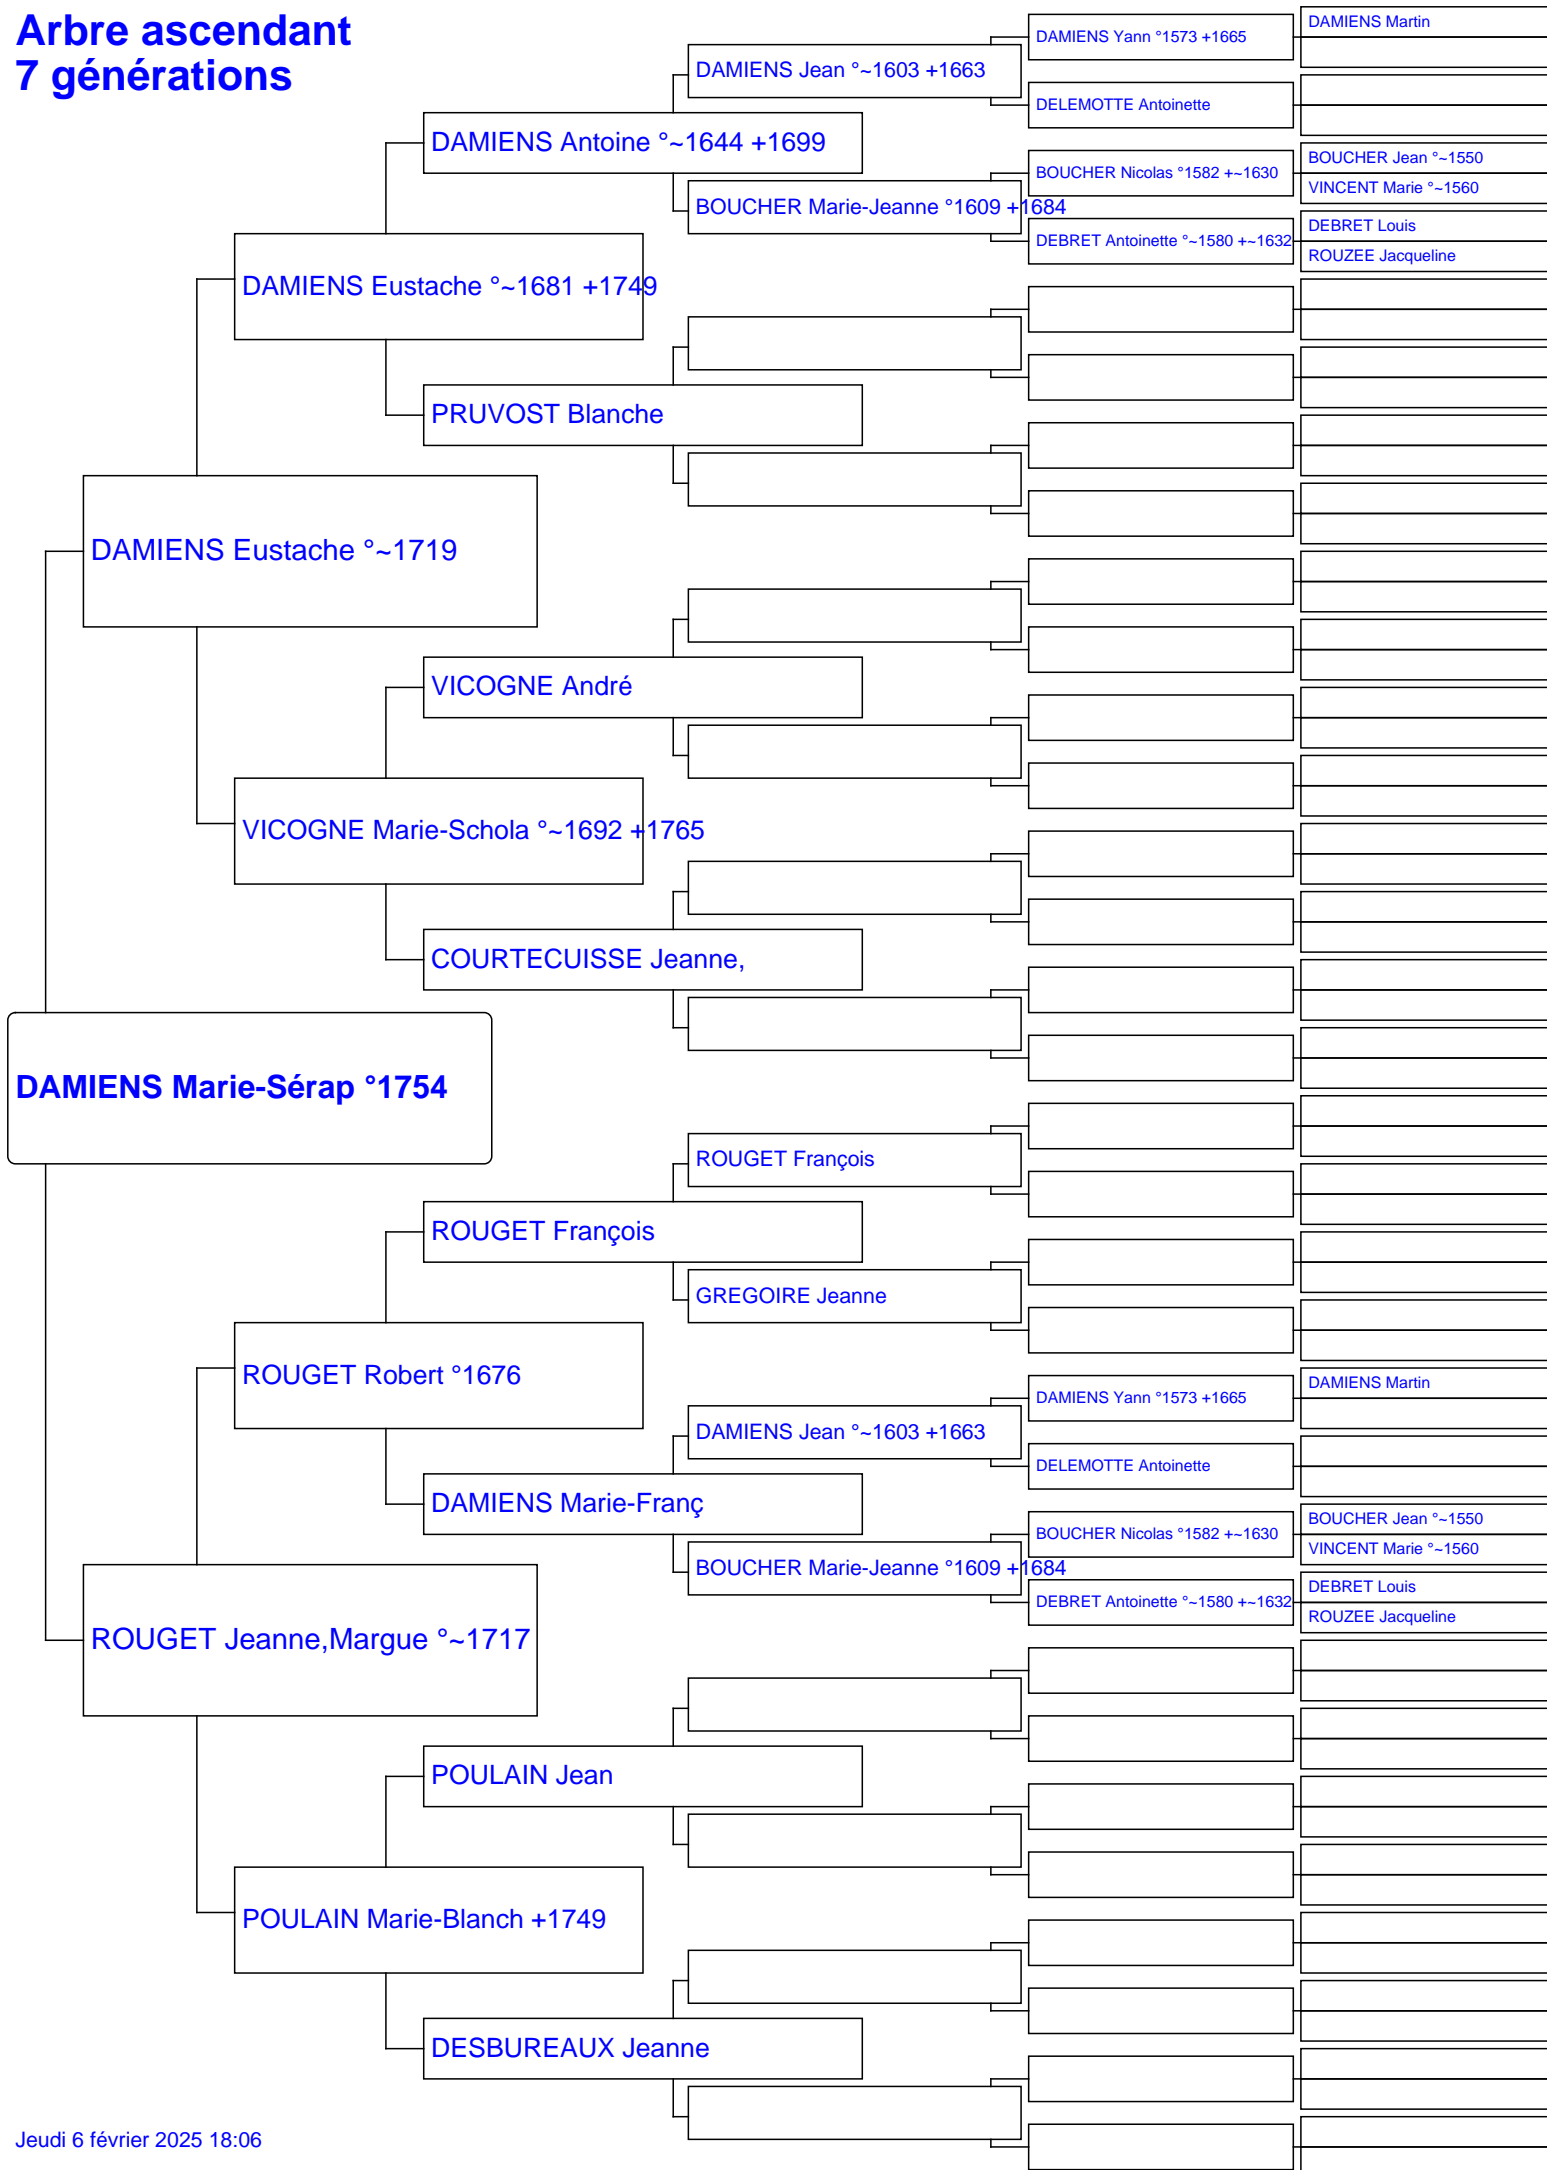 Arbre ascendant
7 générations
DAMIENS Marie-Sérap °1754
DAMIENS Eustache °~1719
ROUGET Jeanne,Margue °~1717
DAMIENS Eustache °~1681 +1749
VICOGNE Marie-Schola °~1692 +1765
ROUGET Robert °1676
POULAIN Marie-Blanch +1749
DAMIENS Antoine °~1644 +1699
PRUVOST Blanche
VICOGNE André
COURTECUISSE Jeanne,
ROUGET François
DAMIENS Marie-Franç
POULAIN Jean
DESBUREAUX Jeanne
DAMIENS Jean °~1603 +1663
BOUCHER Marie-Jeanne °1609 +1684
ROUGET François
GREGOIRE Jeanne
DAMIENS Jean °~1603 +1663
BOUCHER Marie-Jeanne °1609 +1684
DAMIENS Yann °1573 +1665
DELEMOTTE Antoinette
BOUCHER Nicolas °1582 +~1630
DEBRET Antoinette °~1580 +~1632
DAMIENS Yann °1573 +1665
DELEMOTTE Antoinette
BOUCHER Nicolas °1582 +~1630
DEBRET Antoinette °~1580 +~1632
DAMIENS Martin
BOUCHER Jean °~1550
VINCENT Marie °~1560
DEBRET Louis
ROUZEE Jacqueline
DAMIENS Martin
BOUCHER Jean °~1550
VINCENT Marie °~1560
DEBRET Louis
ROUZEE Jacqueline
Jeudi 6 février 2025 18:06